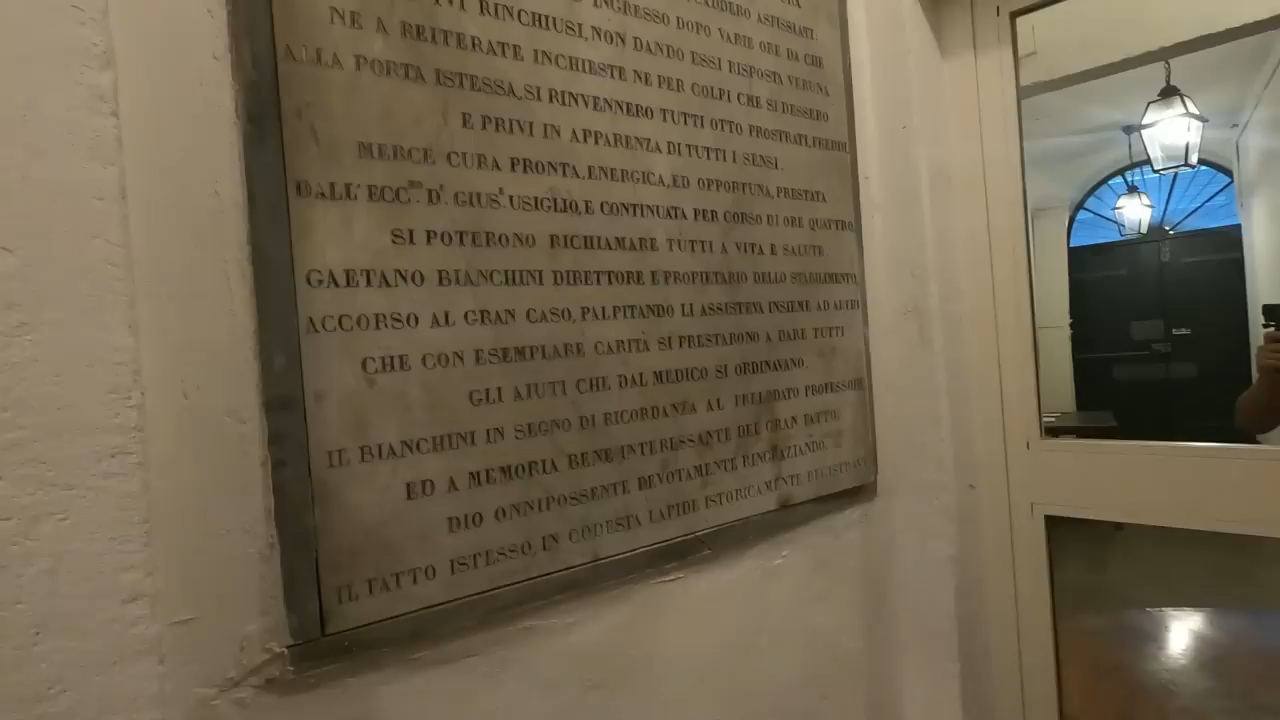 CADDERO ASFISSIATI:
INGRESSO DOPO VARIE ORE DA CHE
RINCHIUSI, NON DANDO ESSI RISPOSTA VERUNA
NE A REITERATE INCHIESTE NE PER COLPI CHE SI DESSERO
ALLA PORTA ISTESSA, SI RINVENNERO TUTTI OTTO PROSTRATI, FREDDI,
E PRIVI IN APPARENZA DI TUTTI I SENSI.
MERCE CURA PRONTA, ENERGICA, ED OPPORTUNA, PRESTATA
DALL' ECC.MO D.R GIUS.E USIGLIO, E CONTINUATA PER CORSO DI ORE QUATTRO,
SI POTERONO RICHIAMARE TUTTI A VITA E SALUTE.
GAETANO BIANCHINI DIRETTORE E PROPIETARIO DELLO STABILIMENTO,
ACCORSO AL GRAN CASO, PALPITANDO LI ASSISTEVA INSIEME AD ALTRI
CHE CON ESEMPLARE CARITÀ SI PRESTARONO A DARE TUTTI
GLI AIUTI CHE DAL MEDICO SI ORDINAVANO.
IL BIANCHINI IN SEGNO DI RICORDANZA AL PRELODATO PROFESSORE
ED A MEMORIA BENE INTERESSANTE DEL GRAN FATTO,
DIO ONNIPOSSENTE DEVOTAMENTE RINGRAZIANDO,
IL FATTO ISTESSO, IN CODESTA LAPIDE ISTORICAMENTE